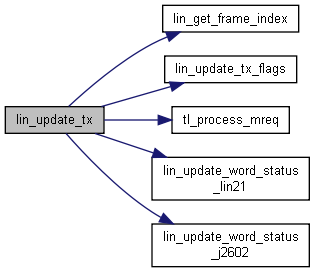 lin_get_frame_index
lin_update_tx_flags
lin_update_tx
tl_process_mreq
lin_update_word_status
_lin21
lin_update_word_status
_j2602